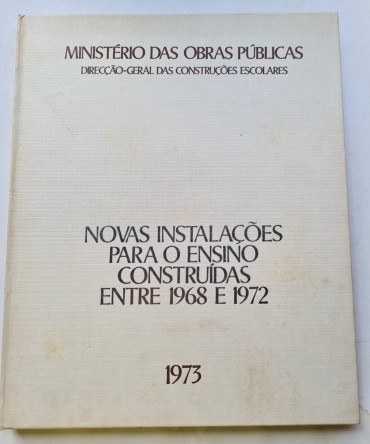 MINISTÉRIO DAS OBRAS PÚBLICAS
DIRECÇÃO-GERAL DAS CONSTRUÇÕES ESCOLARES
NOVAS INSTALAÇÕES
PARA O ENSINO
CONSTRUÍDAS
ENTRE 1968 E 1972
1973